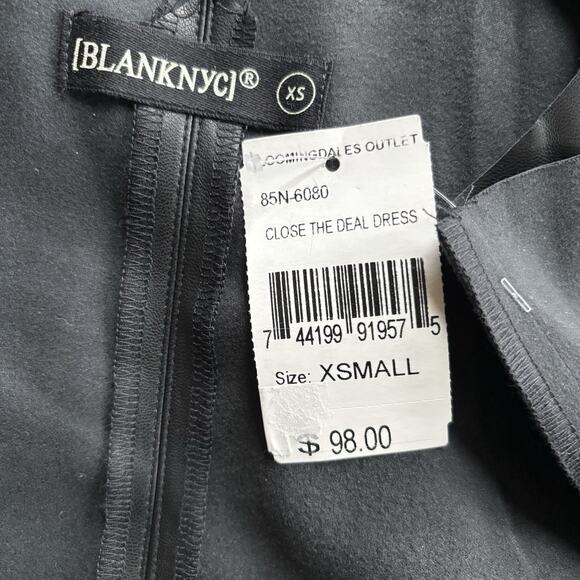 [BLANKNYC]®
XS
OOMINGDALES OUTLET
85N-6080
CLOSE THE DEAL DRESS
7 44199 91957 5
Size: XSMALL
$ 98.00